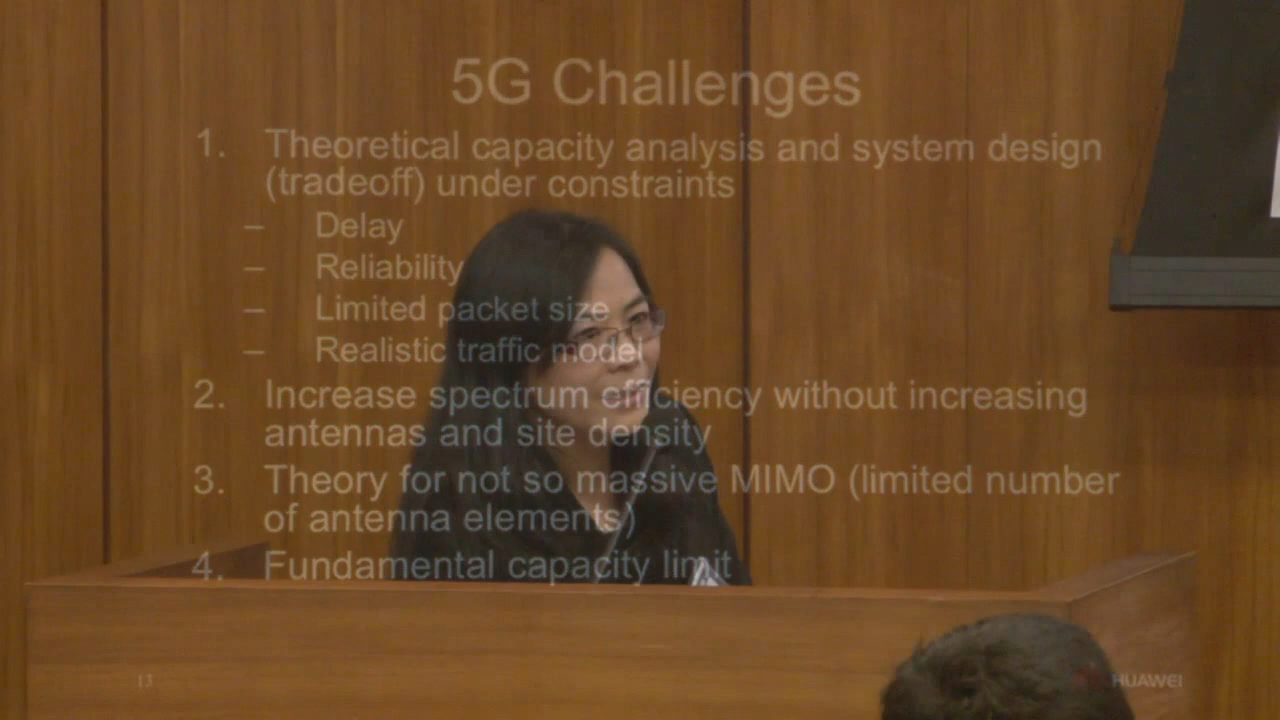 5G Challenges
1. Theoretical capacity analysis and system design
(tradeoff) under constraints
– Delay
– Reliability
– Limited packet size
– Realistic traffic model
2. Increase spectrum efficiency without increasing
antennas and site density
3. Theory for not so massive MIMO (limited number
of antenna elements)
4. Fundamental capacity limit
13
HUAWEI